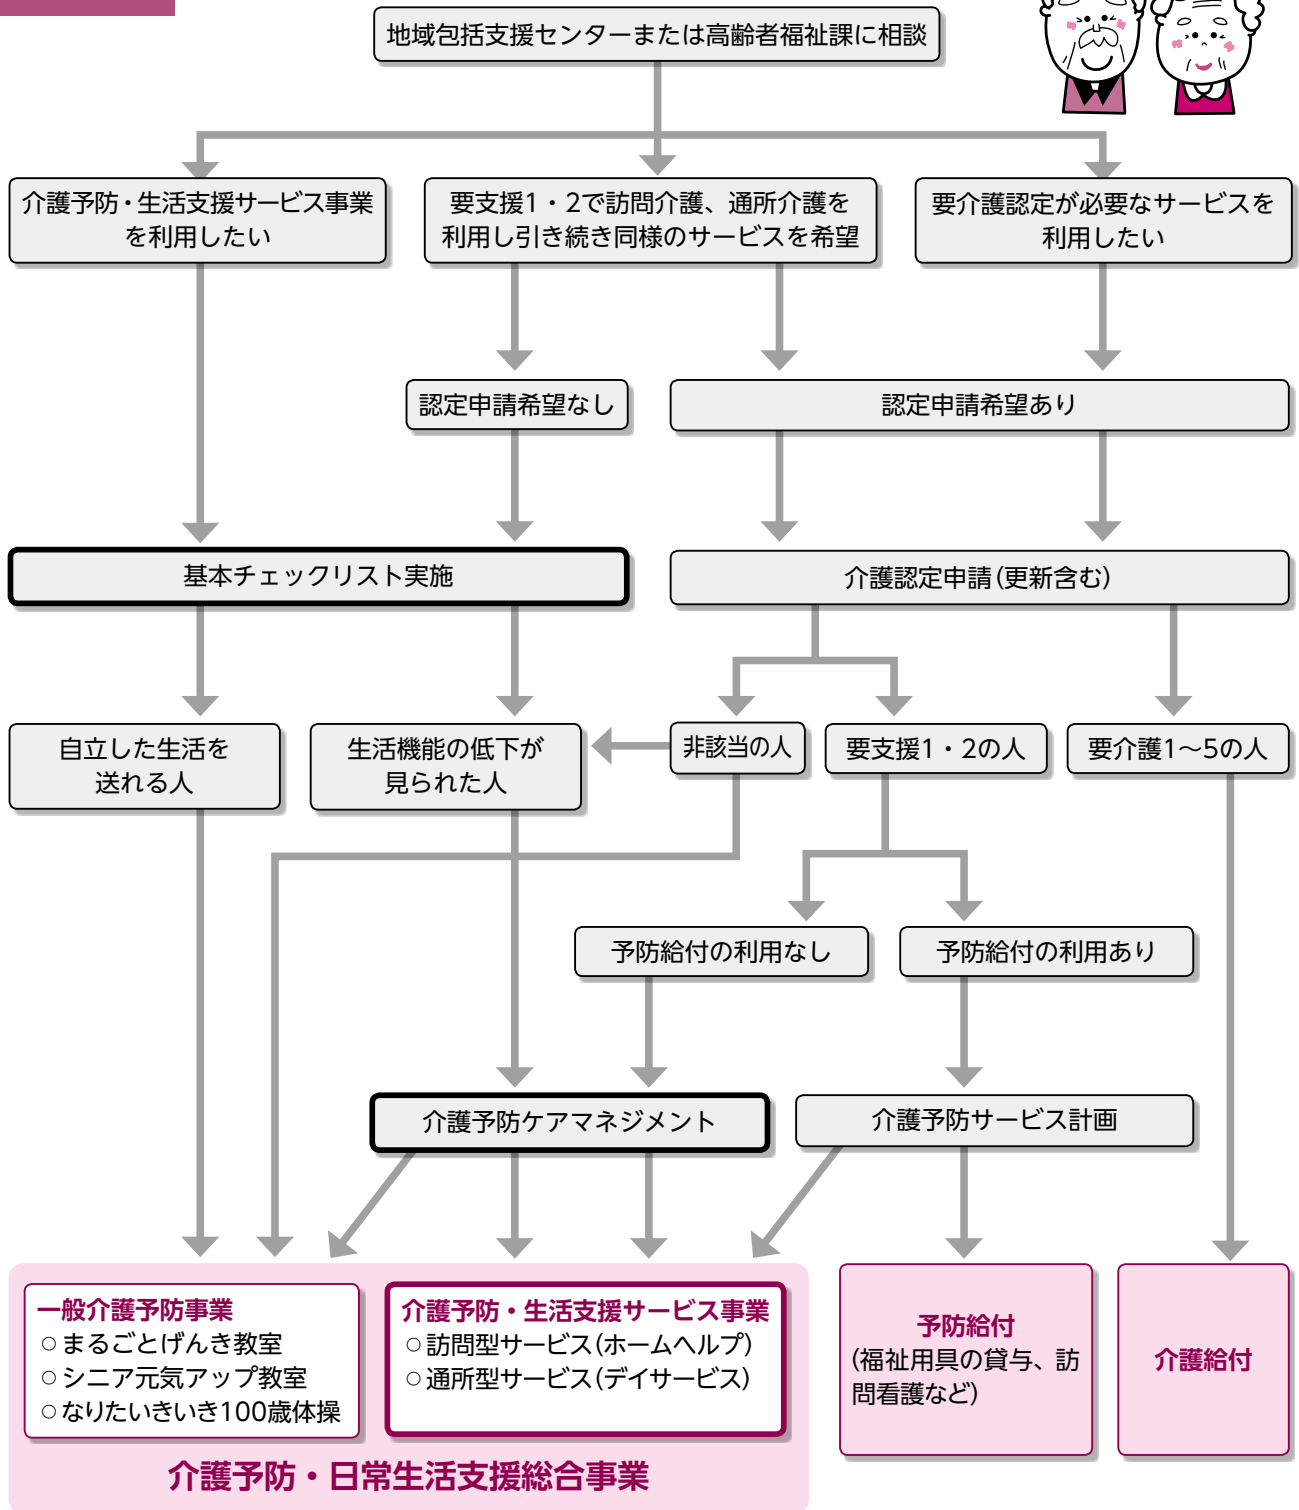 地域包括支援センターまたは高齢者福祉課に相談
介護予防・生活支援サービス事業
を利用したい
要支援1・2で訪問介護、通所介護を
利用し引き続き同様のサービスを希望
要介護認定が必要なサービスを
利用したい
認定申請希望なし
認定申請希望あり
基本チェックリスト実施
介護認定申請(更新含む)
自立した生活を
送れる人
生活機能の低下が
見られた人
非該当の人
要支援1・2の人
要介護1〜5の人
予防給付の利用なし
予防給付の利用あり
介護予防ケアマネジメント
介護予防サービス計画
一般介護予防事業
○まるごとげんき教室
○シニア元気アップ教室
○なりたいきいき100歳体操
介護予防・生活支援サービス事業
○訪問型サービス(ホームヘルプ)
○通所型サービス(デイサービス)
予防給付
(福祉用具の貸与、訪
問看護など)
介護給付
介護予防・日常生活支援総合事業